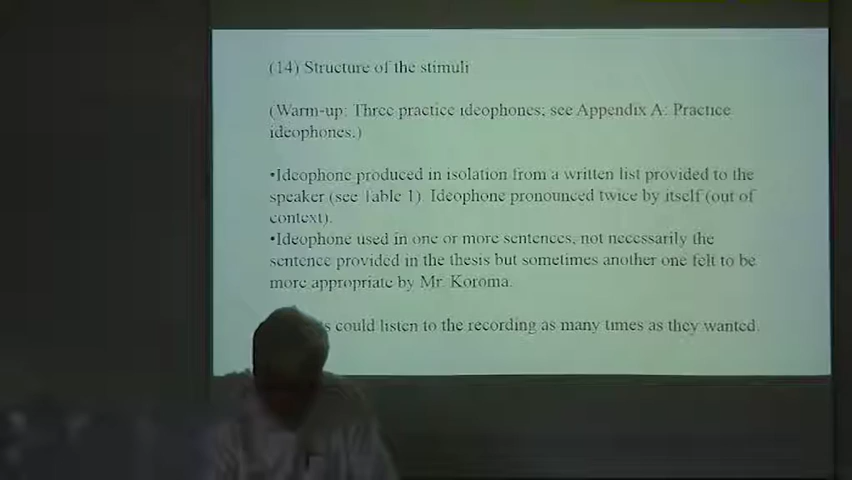 (14) Structure of the stimuli
(Warm-up: Three practice ideophones; see Appendix A: Practice
ideophones.)
•Ideophone produced in isolation from a written list provided to the
speaker (see Table 1). Ideophone pronounced twice by itself (out of
context).
•Ideophone used in one or more sentences, not necessarily the
sentence provided in the thesis but sometimes another one felt to be
more appropriate by Mr. Koroma.
could listen to the recording as many times as they wanted.